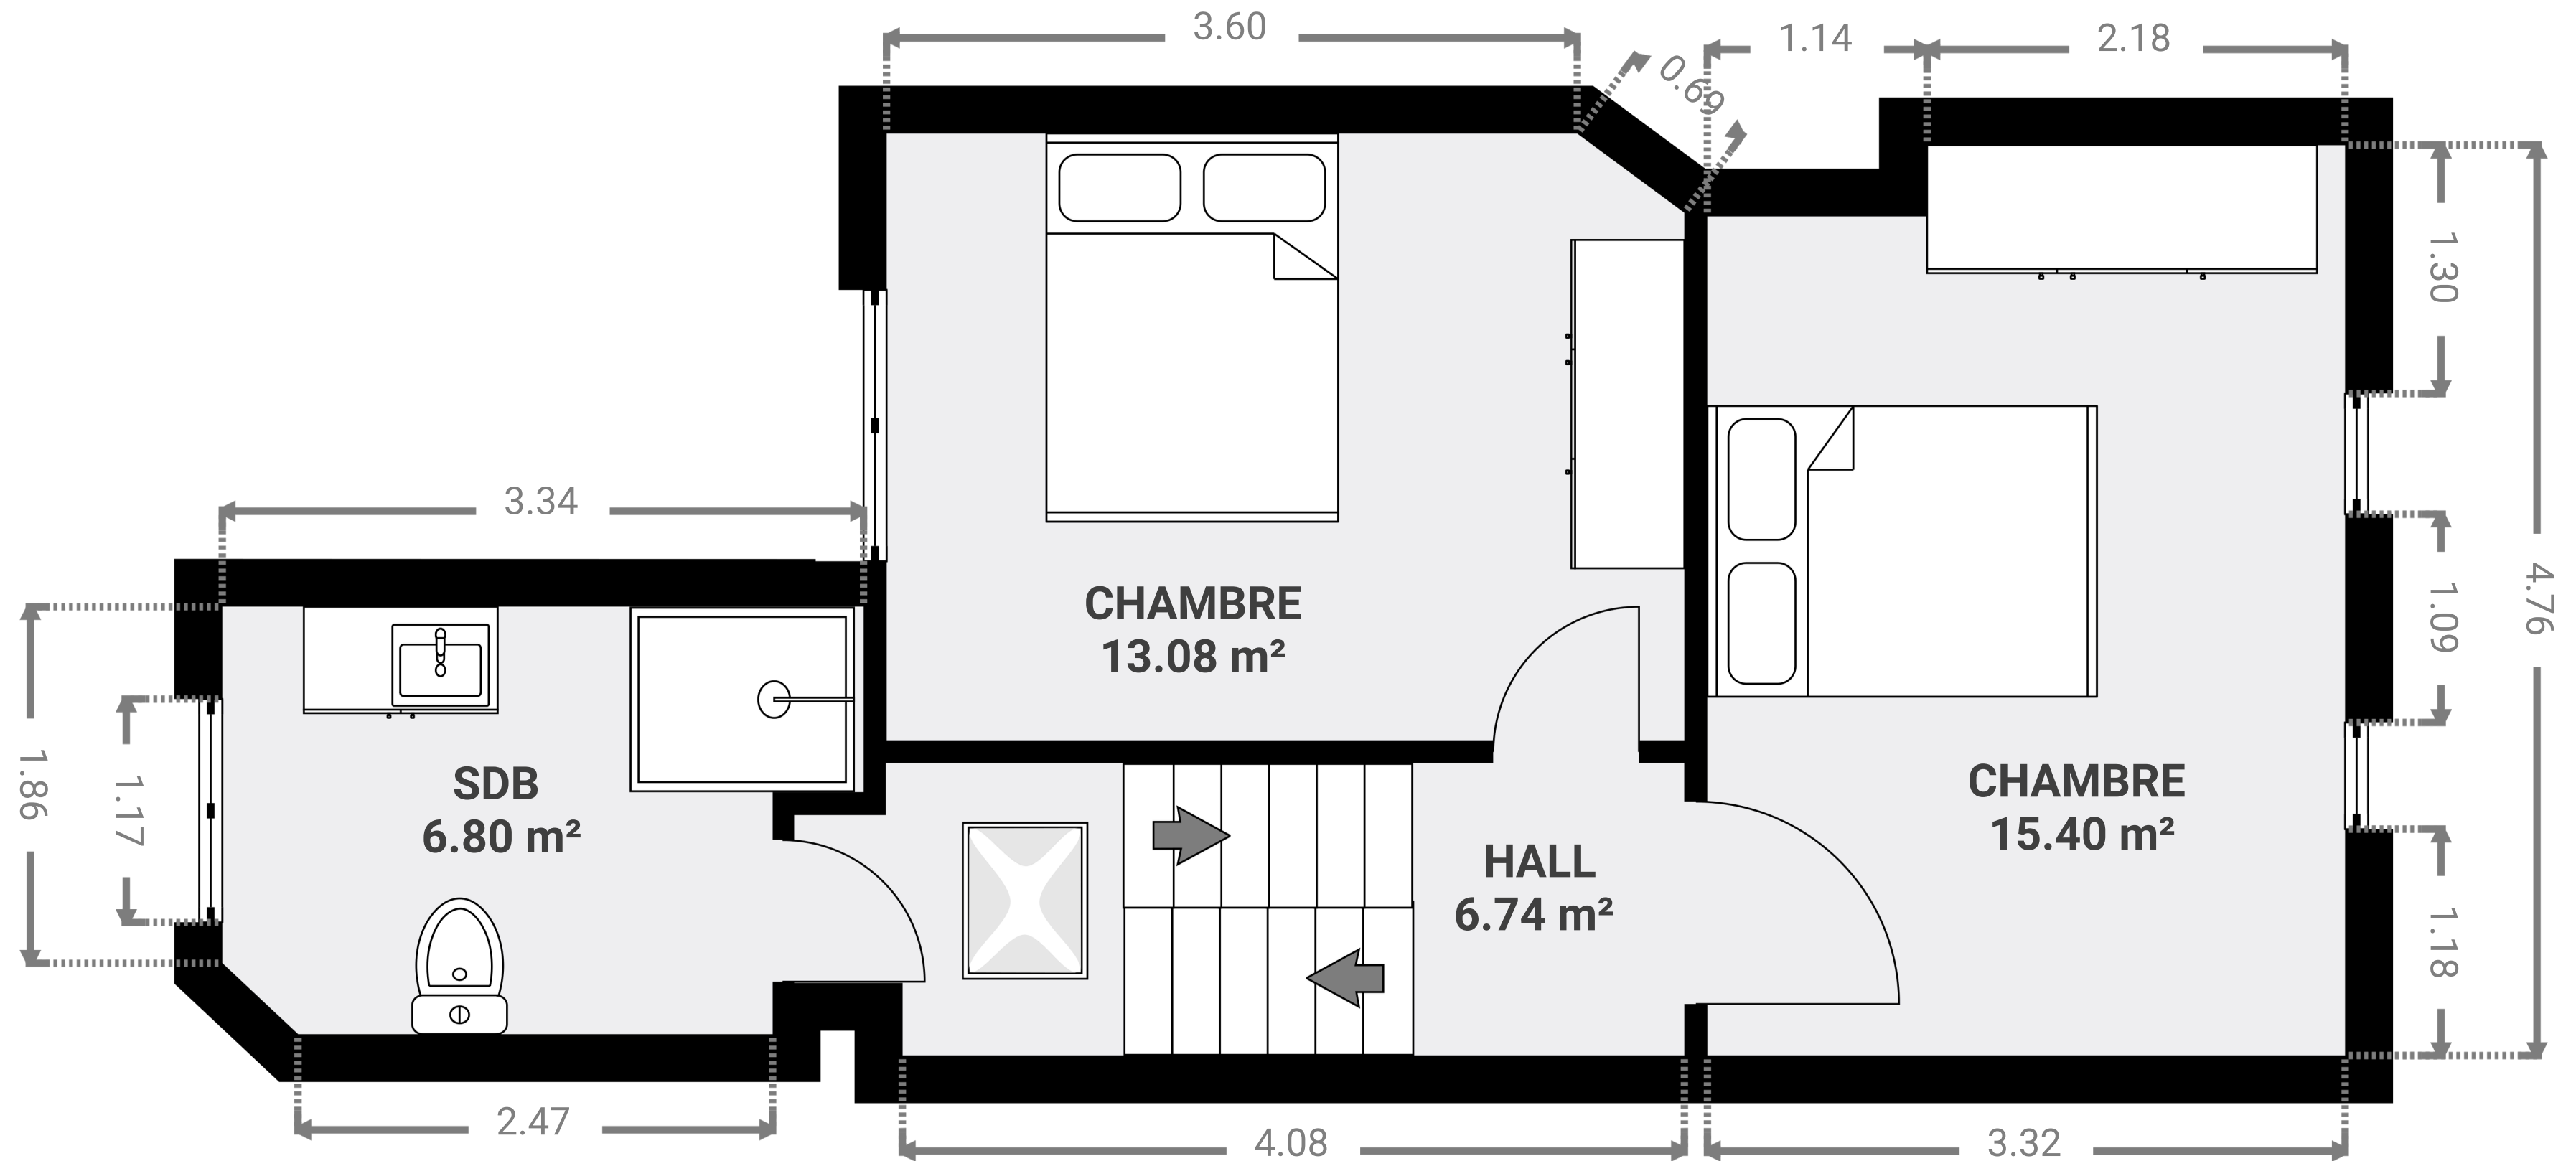 3.60
1.14
2.18
0.69
1.30
3.34
4.76
1.09
CHAMBRE
13.08 m²
SDB
6.80 m²
1.86
1.17
CHAMBRE
15.40 m²
HALL
6.74 m²
1.18
2.47
4.08
3.32